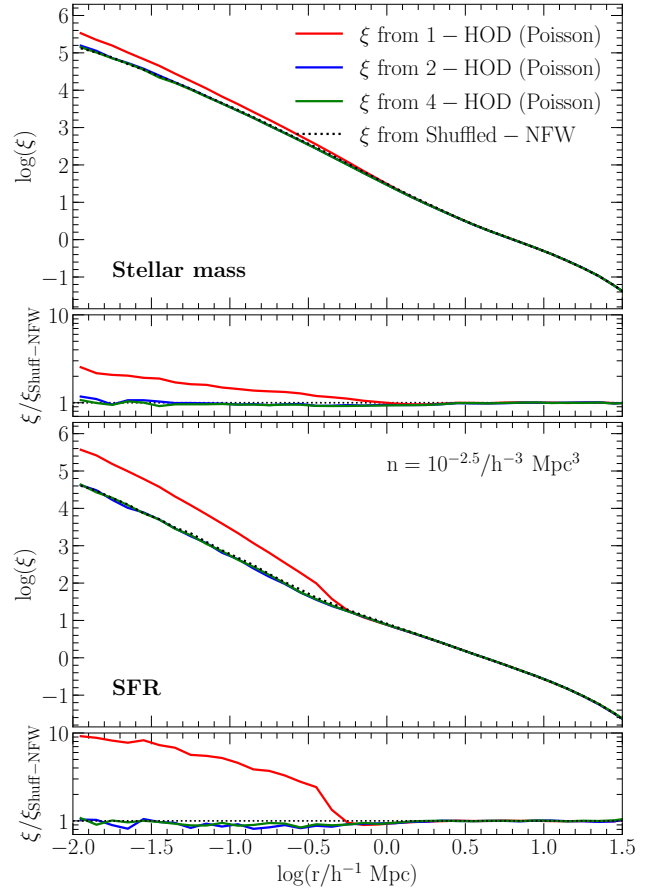 6
5
4
3
2
1
0
−1
log(ξ)
ξ from 1 − HOD (Poisson)
ξ from 2 − HOD (Poisson)
ξ from 4 − HOD (Poisson)
ξ from Shuffled − NFW
Stellar mass
10
1
ξ/ξShuff−NFW
6
5
4
3
2
1
0
−1
log(ξ)
n = 10^−2.5/h^−3 Mpc^3
SFR
10
1
ξ/ξShuff−NFW
−2.0 −1.5 −1.0 −0.5 0.0 0.5 1.0 1.5
log(r/h^−1 Mpc)